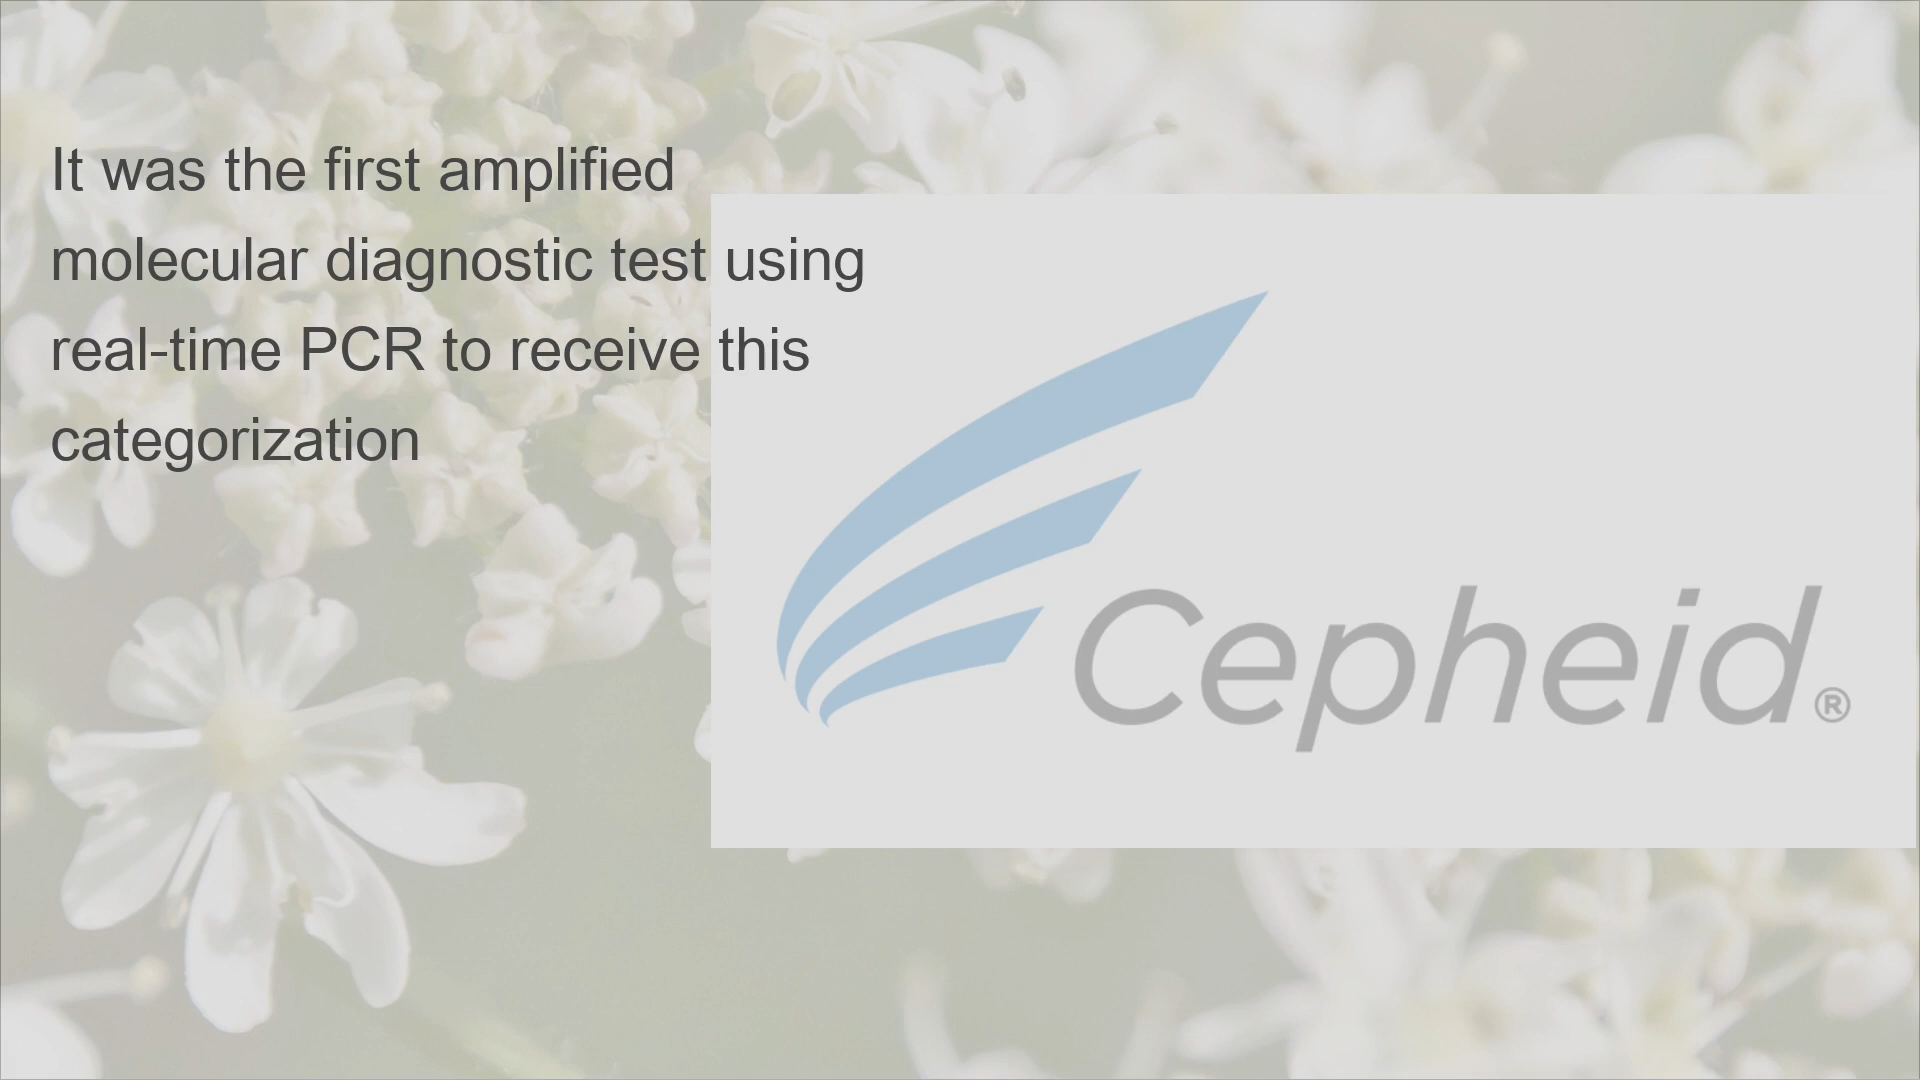 It was the first amplified
molecular diagnostic test using
real-time PCR to receive this
categorization
Cepheid®